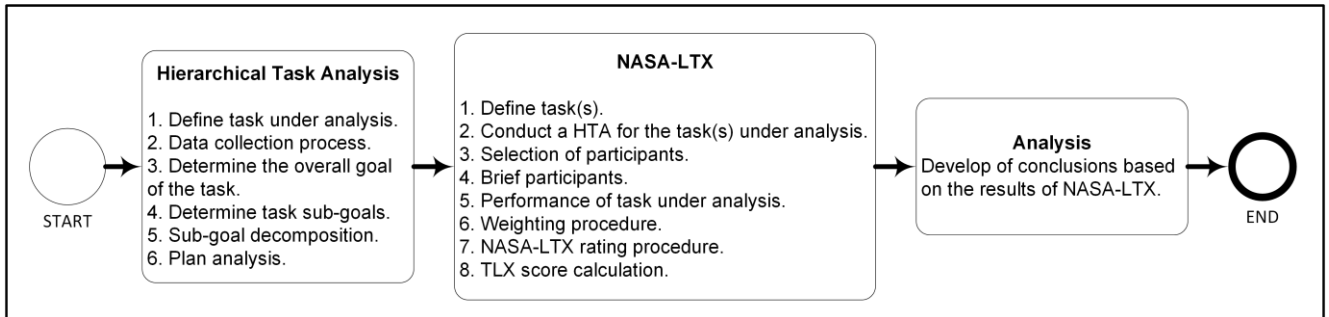 START
Hierarchical Task Analysis
1. Define task under analysis.
2. Data collection process.
3. Determine the overall goal
of the task.
4. Determine task sub-goals.
5. Sub-goal decomposition.
6. Plan analysis.
NASA-LTX
1. Define task(s).
2. Conduct a HTA for the task(s) under analysis.
3. Selection of participants.
4. Brief participants.
5. Performance of task under analysis.
6. Weighting procedure.
7. NASA-LTX rating procedure.
8. TLX score calculation.
Analysis
Develop of conclusions based
on the results of NASA-LTX.
END